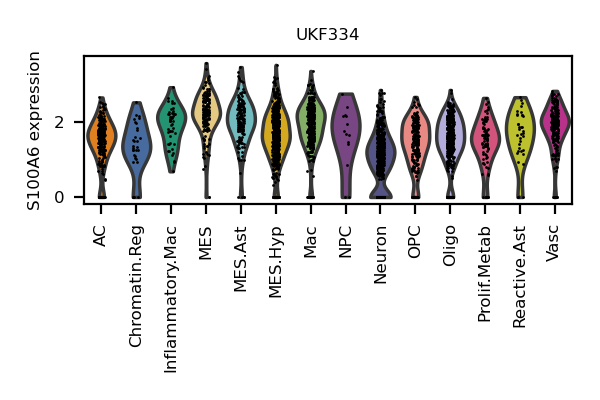 UKF334
S100A6 expression
2
0
AC
Chromatin.Reg
Inflammatory.Mac
MES
MES.Ast
MES.Hyp
Mac
NPC
Neuron
OPC
Oligo
Prolif.Metab
Reactive.Ast
Vasc